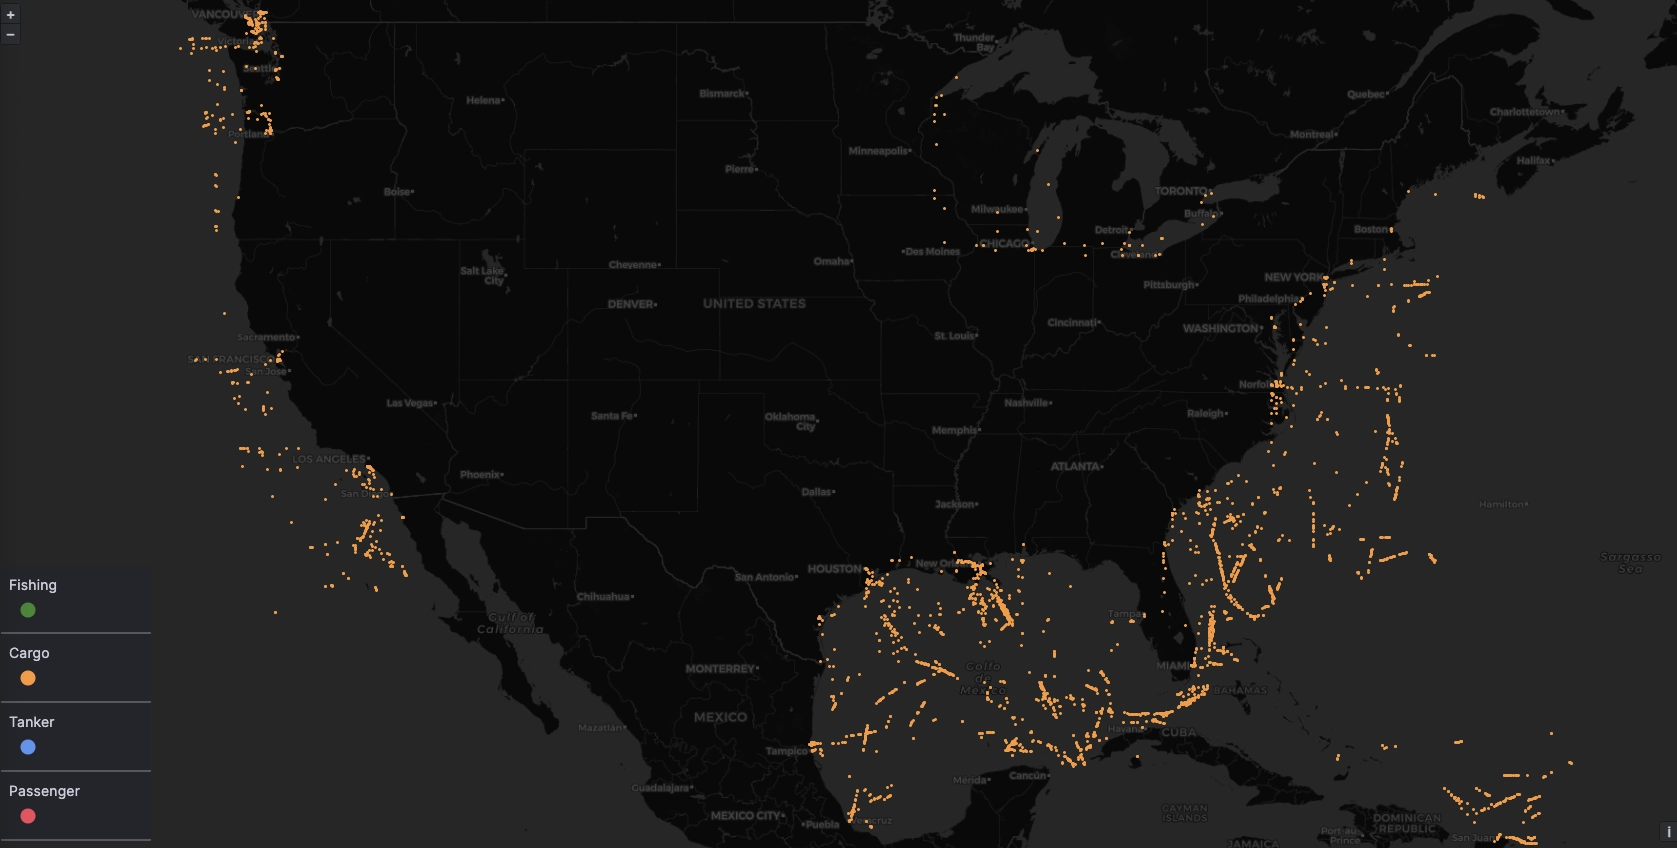 +
−
VANCOUV
Victoria
Seattl
Portland
Thunder
Bay
Helena
Bismarck
Quebec
Charlottetown
Montreal
Halifax
Minneapolis
Pierre
Boise
TORONTO
Milwaukee
Buffalo
Detroit
Boston
CHICAGO
Des Moines
Cleveland
Omaha
Cheyenne
Salt Lake
City
NEW YORK
Pittsburgh
Philadelphia
DENVER
UNITED STATES
St. Louis
Cincinnati
WASHINGTON
Sacramento
SAN FRANCISCO
San Jose
Norfol
Las Vegas
Nashville
Raleigh
Santa Fe
Oklahoma
City
Memphis
LOS ANGELES
ATLANTA
Phoenix
San Diego
Dallas
Jackson
Hamilton
Sargasso
Sea
HOUSTON
New Orle
San Antonio
Chihuahua
Tampa
Gulf of
California
MONTERREY
Golfo
de
México
MIAMI
BAHAMAS
MEXICO
Mazatlán
Havana
CUBA
Tampico
Mérida
Cancún
Guadalajara
MEXICO CITY
Puebla
Veracruz
CAYMAN
ISLANDS
DOMINICAN
REPUBLIC
Port au
Prince
San Juan
JAMAICA
Fishing
Cargo
Tanker
Passenger
i